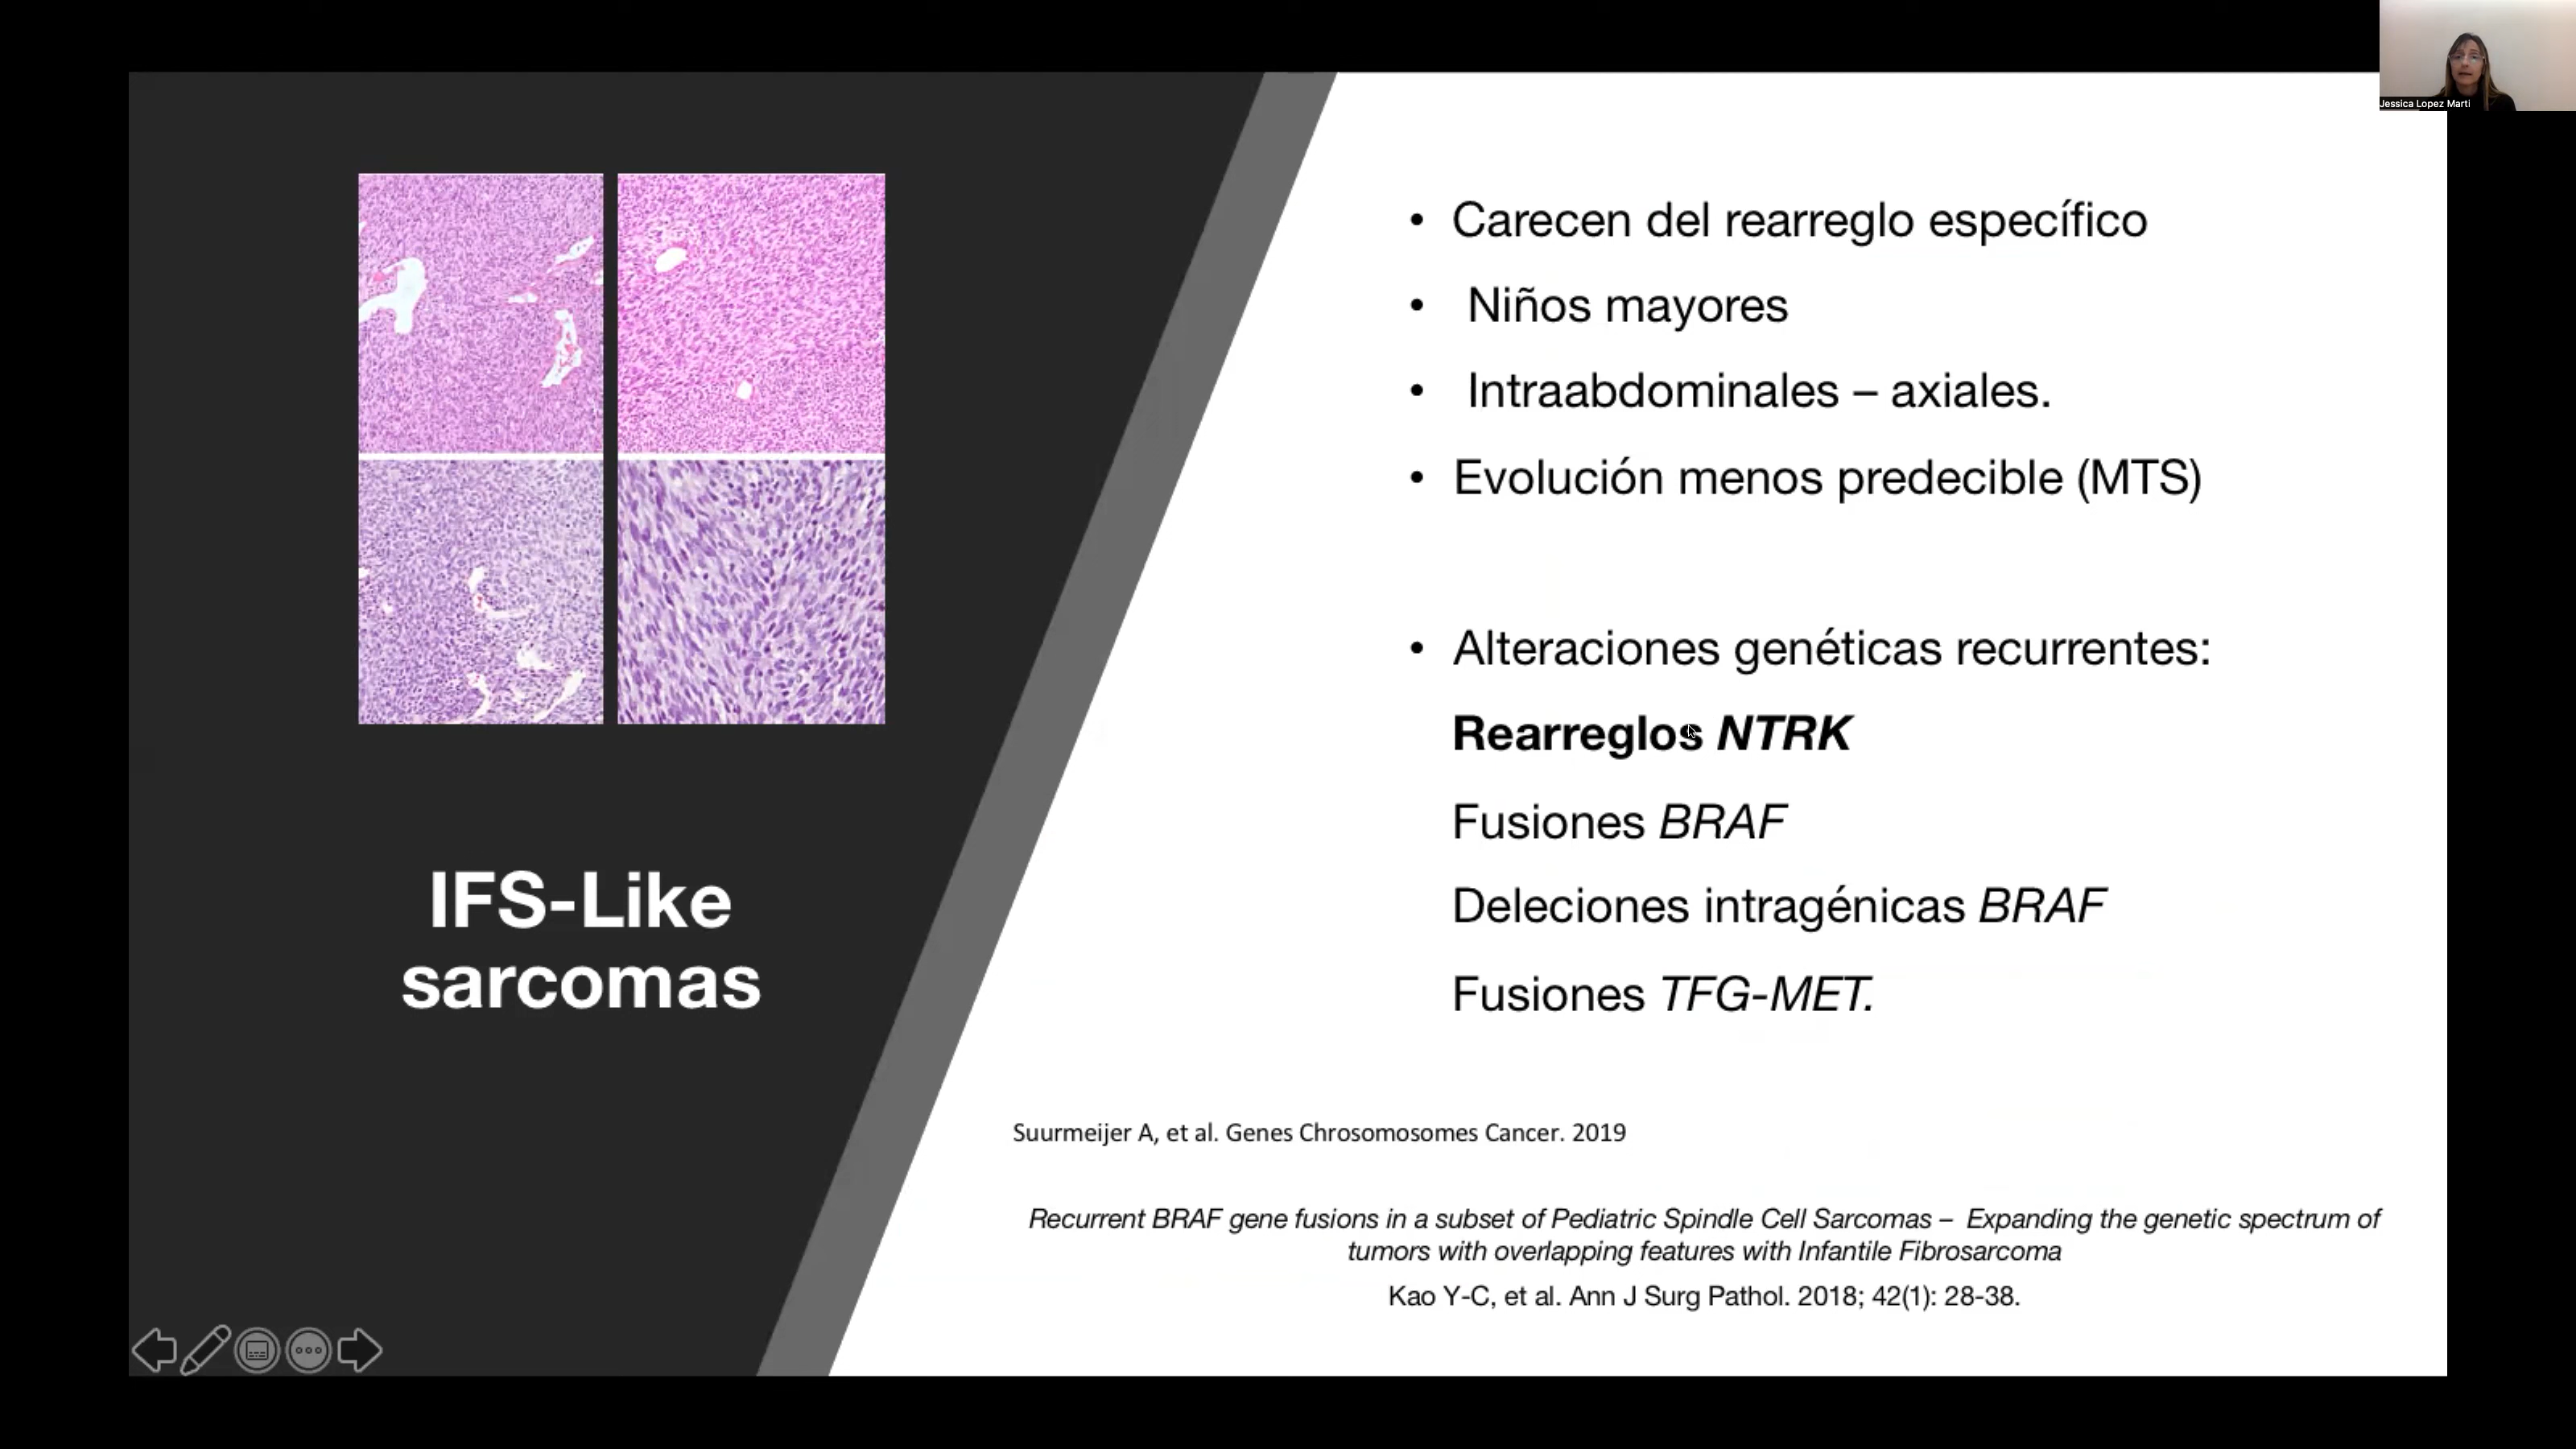 Jessica Lopez Marti
IFS-Like
sarcomas
• Carecen del rearreglo específico
• Niños mayores
• Intraabdominales – axiales.
• Evolución menos predecible (MTS)
• Alteraciones genéticas recurrentes:
Rearreglos NTRK
Fusiones BRAF
Deleciones intragénicas BRAF
Fusiones TFG-MET.
Suurmeijer A, et al. Genes Chrosomosomes Cancer. 2019
Recurrent BRAF gene fusions in a subset of Pediatric Spindle Cell Sarcomas – Expanding the genetic spectrum of
tumors with overlapping features with Infantile Fibrosarcoma
Kao Y-C, et al. Ann J Surg Pathol. 2018; 42(1): 28-38.